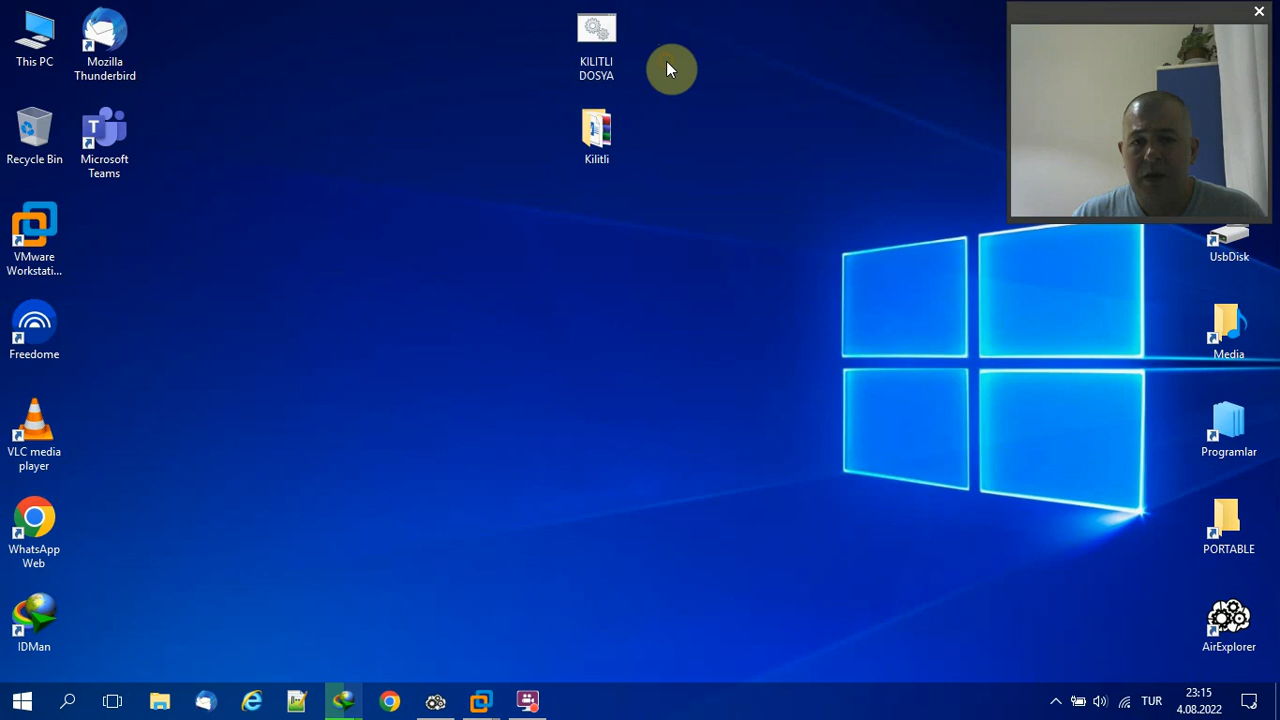 This PC
Mozilla
Thunderbird
KILITLI
DOSYA
Recycle Bin
Microsoft
Teams
Kilitli
VMware
Workstati...
UsbDisk
Freedome
Media
VLC media
player
Programlar
WhatsApp
Web
PORTABLE
IDMan
AirExplorer
TUR
23:15
4.08.2022